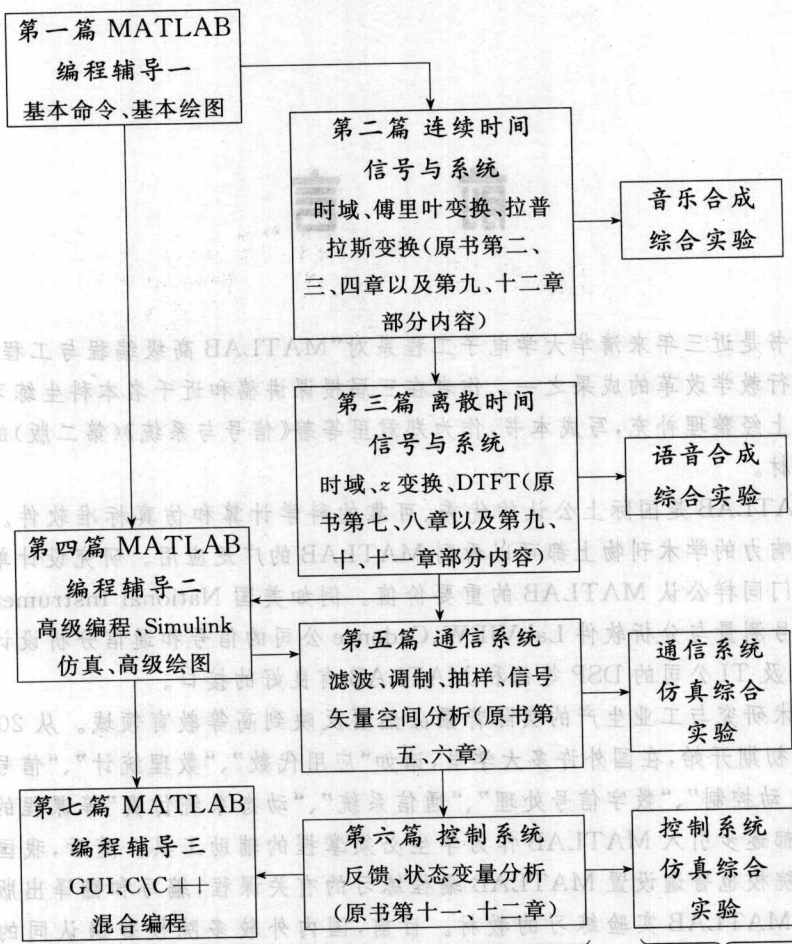 第一篇 MATLAB
编程辅导一
基本命令、基本绘图
第二篇 连续时间
信号与系统
时域、傅里叶变换、拉普
拉斯变换(原书第二、
三、四章以及第九、十二章
部分内容)
音乐合成
综合实验
第三篇 离散时间
信号与系统
时域、z 变换、DTFT(原
书第七、八章以及第九、
十、十一章部分内容)
语音合成
综合实验
第四篇 MATLAB
编程辅导二
高级编程、Simulink
仿真、高级绘图
第五篇 通信系统
滤波、调制、抽样、信号
矢量空间分析(原书第
五、六章)
通信系统
仿真综合
实验
第七篇 MATLAB
编程辅导三
GUI、C/C++
混合编程
第六篇 控制系统
反馈、状态变量分析
(原书第十一、十二章)
控制系统
仿真综合
实验